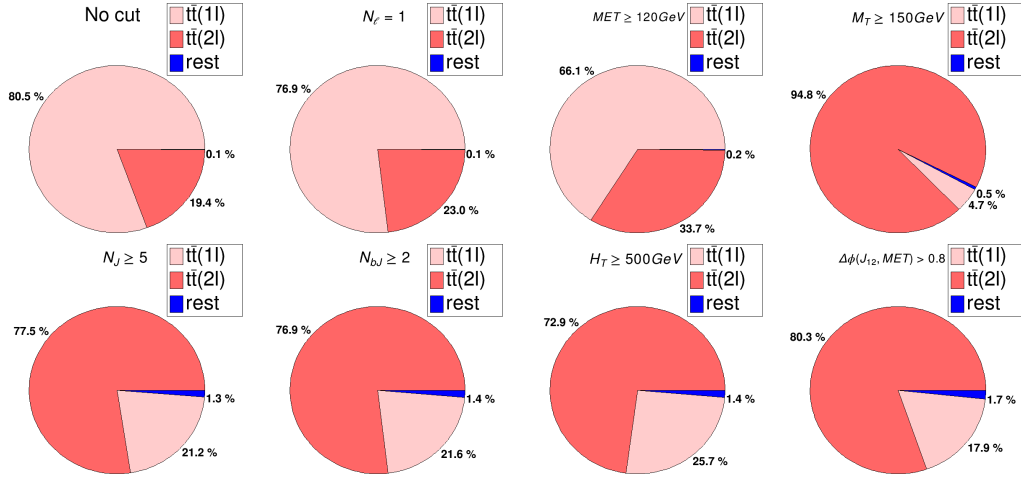 No cut
tt̄(1l)
tt̄(2l)
rest
80.5 %
0.1 %
19.4 %
N_ℓ = 1
tt̄(1l)
tt̄(2l)
rest
76.9 %
0.1 %
23.0 %
MET ≥ 120GeV
tt̄(1l)
tt̄(2l)
rest
66.1 %
0.2 %
33.7 %
M_T ≥ 150GeV
tt̄(1l)
tt̄(2l)
rest
94.8 %
0.5 %
4.7 %
N_J ≥ 5
tt̄(1l)
tt̄(2l)
rest
77.5 %
1.3 %
21.2 %
N_bJ ≥ 2
tt̄(1l)
tt̄(2l)
rest
76.9 %
1.4 %
21.6 %
H_T ≥ 500GeV
tt̄(1l)
tt̄(2l)
rest
72.9 %
1.4 %
25.7 %
Δϕ(J_12, MET) > 0.8
tt̄(1l)
tt̄(2l)
rest
80.3 %
1.7 %
17.9 %